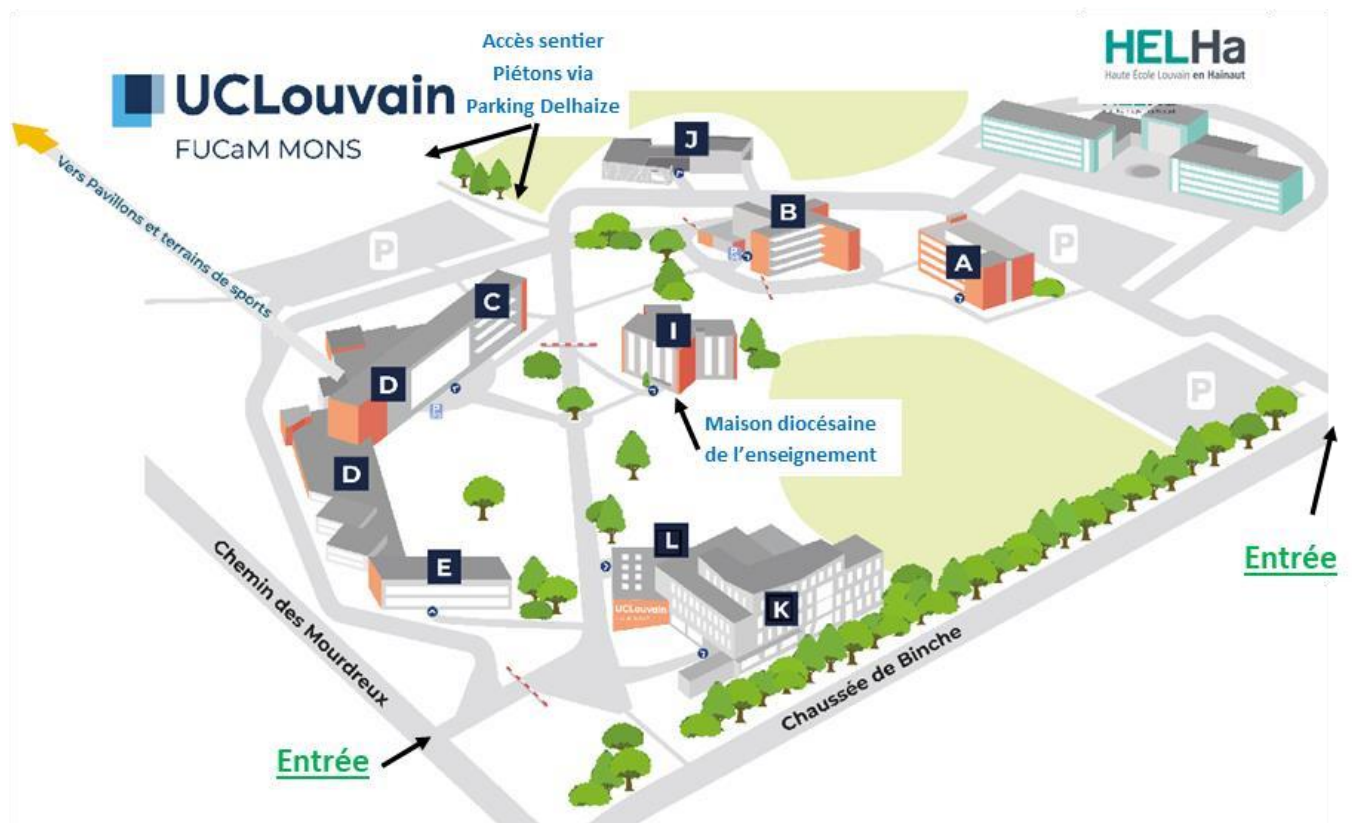 Accès sentier
Piétons via
Parking Delhaize
HELHa
Haute Ecole Louvain en Hainaut
UCLouvain
FUCaM MONS
J
Vers Pavillons et terrains de sports
B
P
A
P
C
I
D
P
Maison diocésaine
de l'enseignement
D
L
E
K
UCLouvain
Entrée
Chemin des Mourdreux
Chaussée de Binche
Entrée